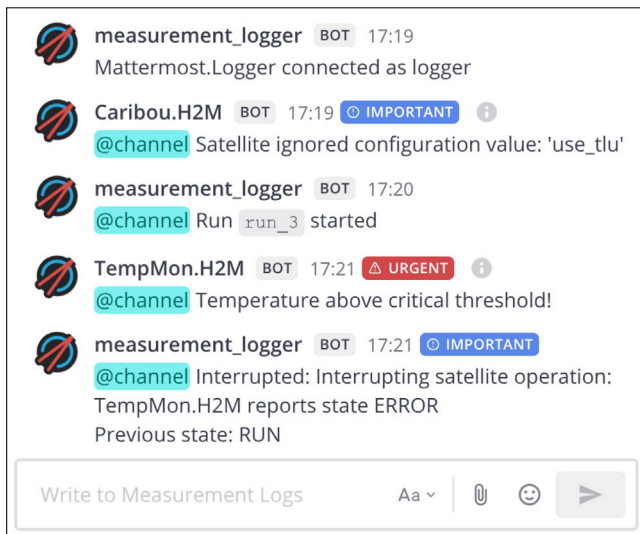 measurement_logger BOT 17:19
Mattermost.Logger connected as logger
Caribou.H2M BOT 17:19 IMPORTANT
@channel Satellite ignored configuration value: 'use_tlu'
measurement_logger BOT 17:20
@channel Run run_3 started
TempMon.H2M BOT 17:21 URGENT
@channel Temperature above critical threshold!
measurement_logger BOT 17:21 IMPORTANT
@channel Interrupted: Interrupting satellite operation:
TempMon.H2M reports state ERROR
Previous state: RUN
Write to Measurement Logs Aa